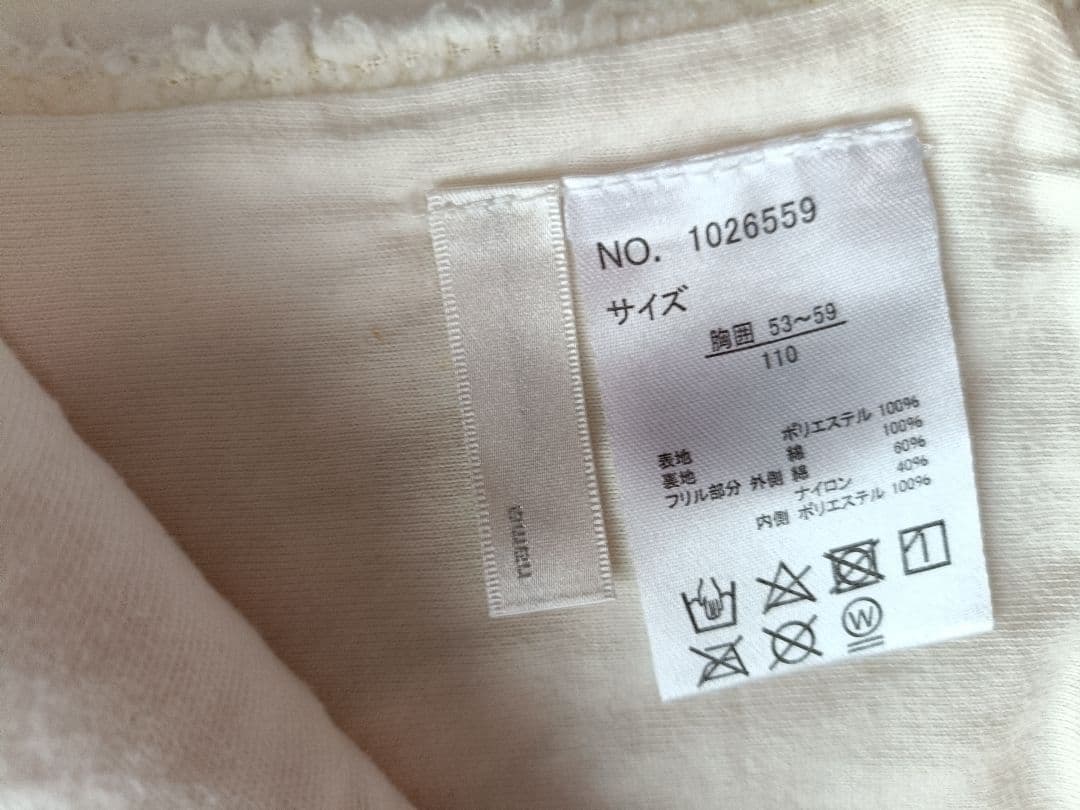 NO. 1026559
サイズ
胸囲 53～59
110
表地 ポリエステル 100%
裏地 綿 100%
フリル部分 外側 綿 60%
ナイロン 40%
内側 ポリエステル 100%
W